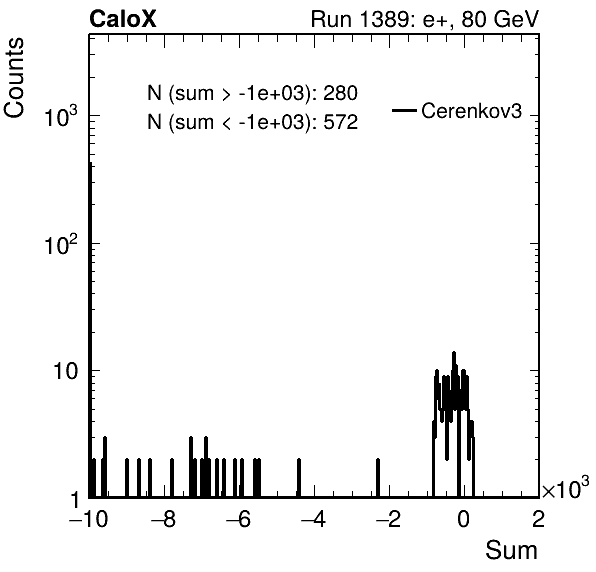 CaloX Run 1389: e+, 80 GeV
Counts
N (sum > -1e+03): 280
N (sum < -1e+03): 572
Cerenkov3
10³
10²
10
1
−10 −8 −6 −4 −2 0 2
×10³
Sum